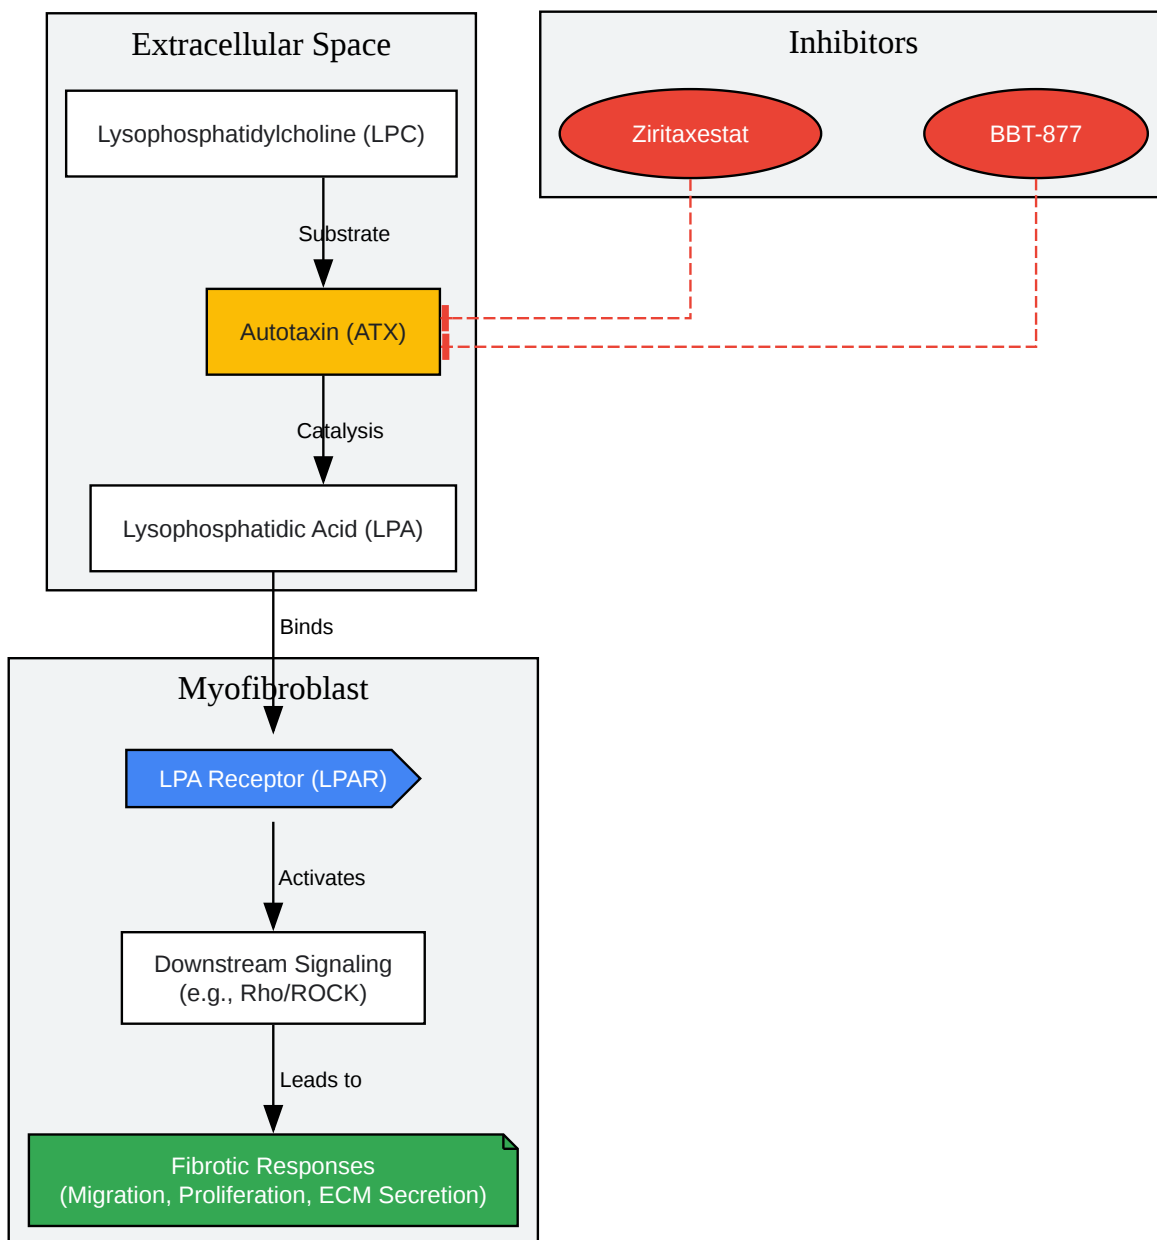 Extracellular Space
Inhibitors
Lysophosphatidylcholine (LPC)
Ziritaxestat
BBT-877
Substrate
Autotaxin (ATX)
Catalysis
Lysophosphatidic Acid (LPA)
Binds
Myofibroblast
LPA Receptor (LPAR)
Activates
Downstream Signaling
(e.g., Rho/ROCK)
Leads to
Fibrotic Responses
(Migration, Proliferation, ECM Secretion)